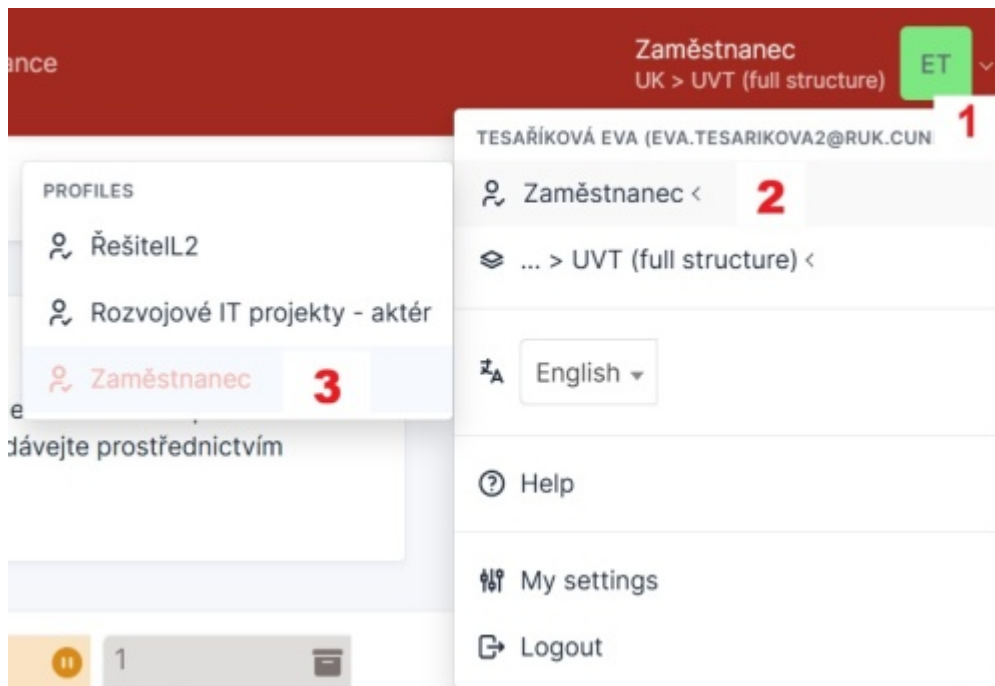 ance
Zaměstnanec
UK > UVT (full structure)
ET
1
TESAŘÍKOVÁ EVA (EVA.TESARIKOVA2@RUK.CUN
Zaměstnanec <
2
... > UVT (full structure) <
English
Help
My settings
Logout
PROFILES
ŘešitelL2
Rozvojové IT projekty - aktér
Zaměstnanec
3
dávejte prostřednictvím
1